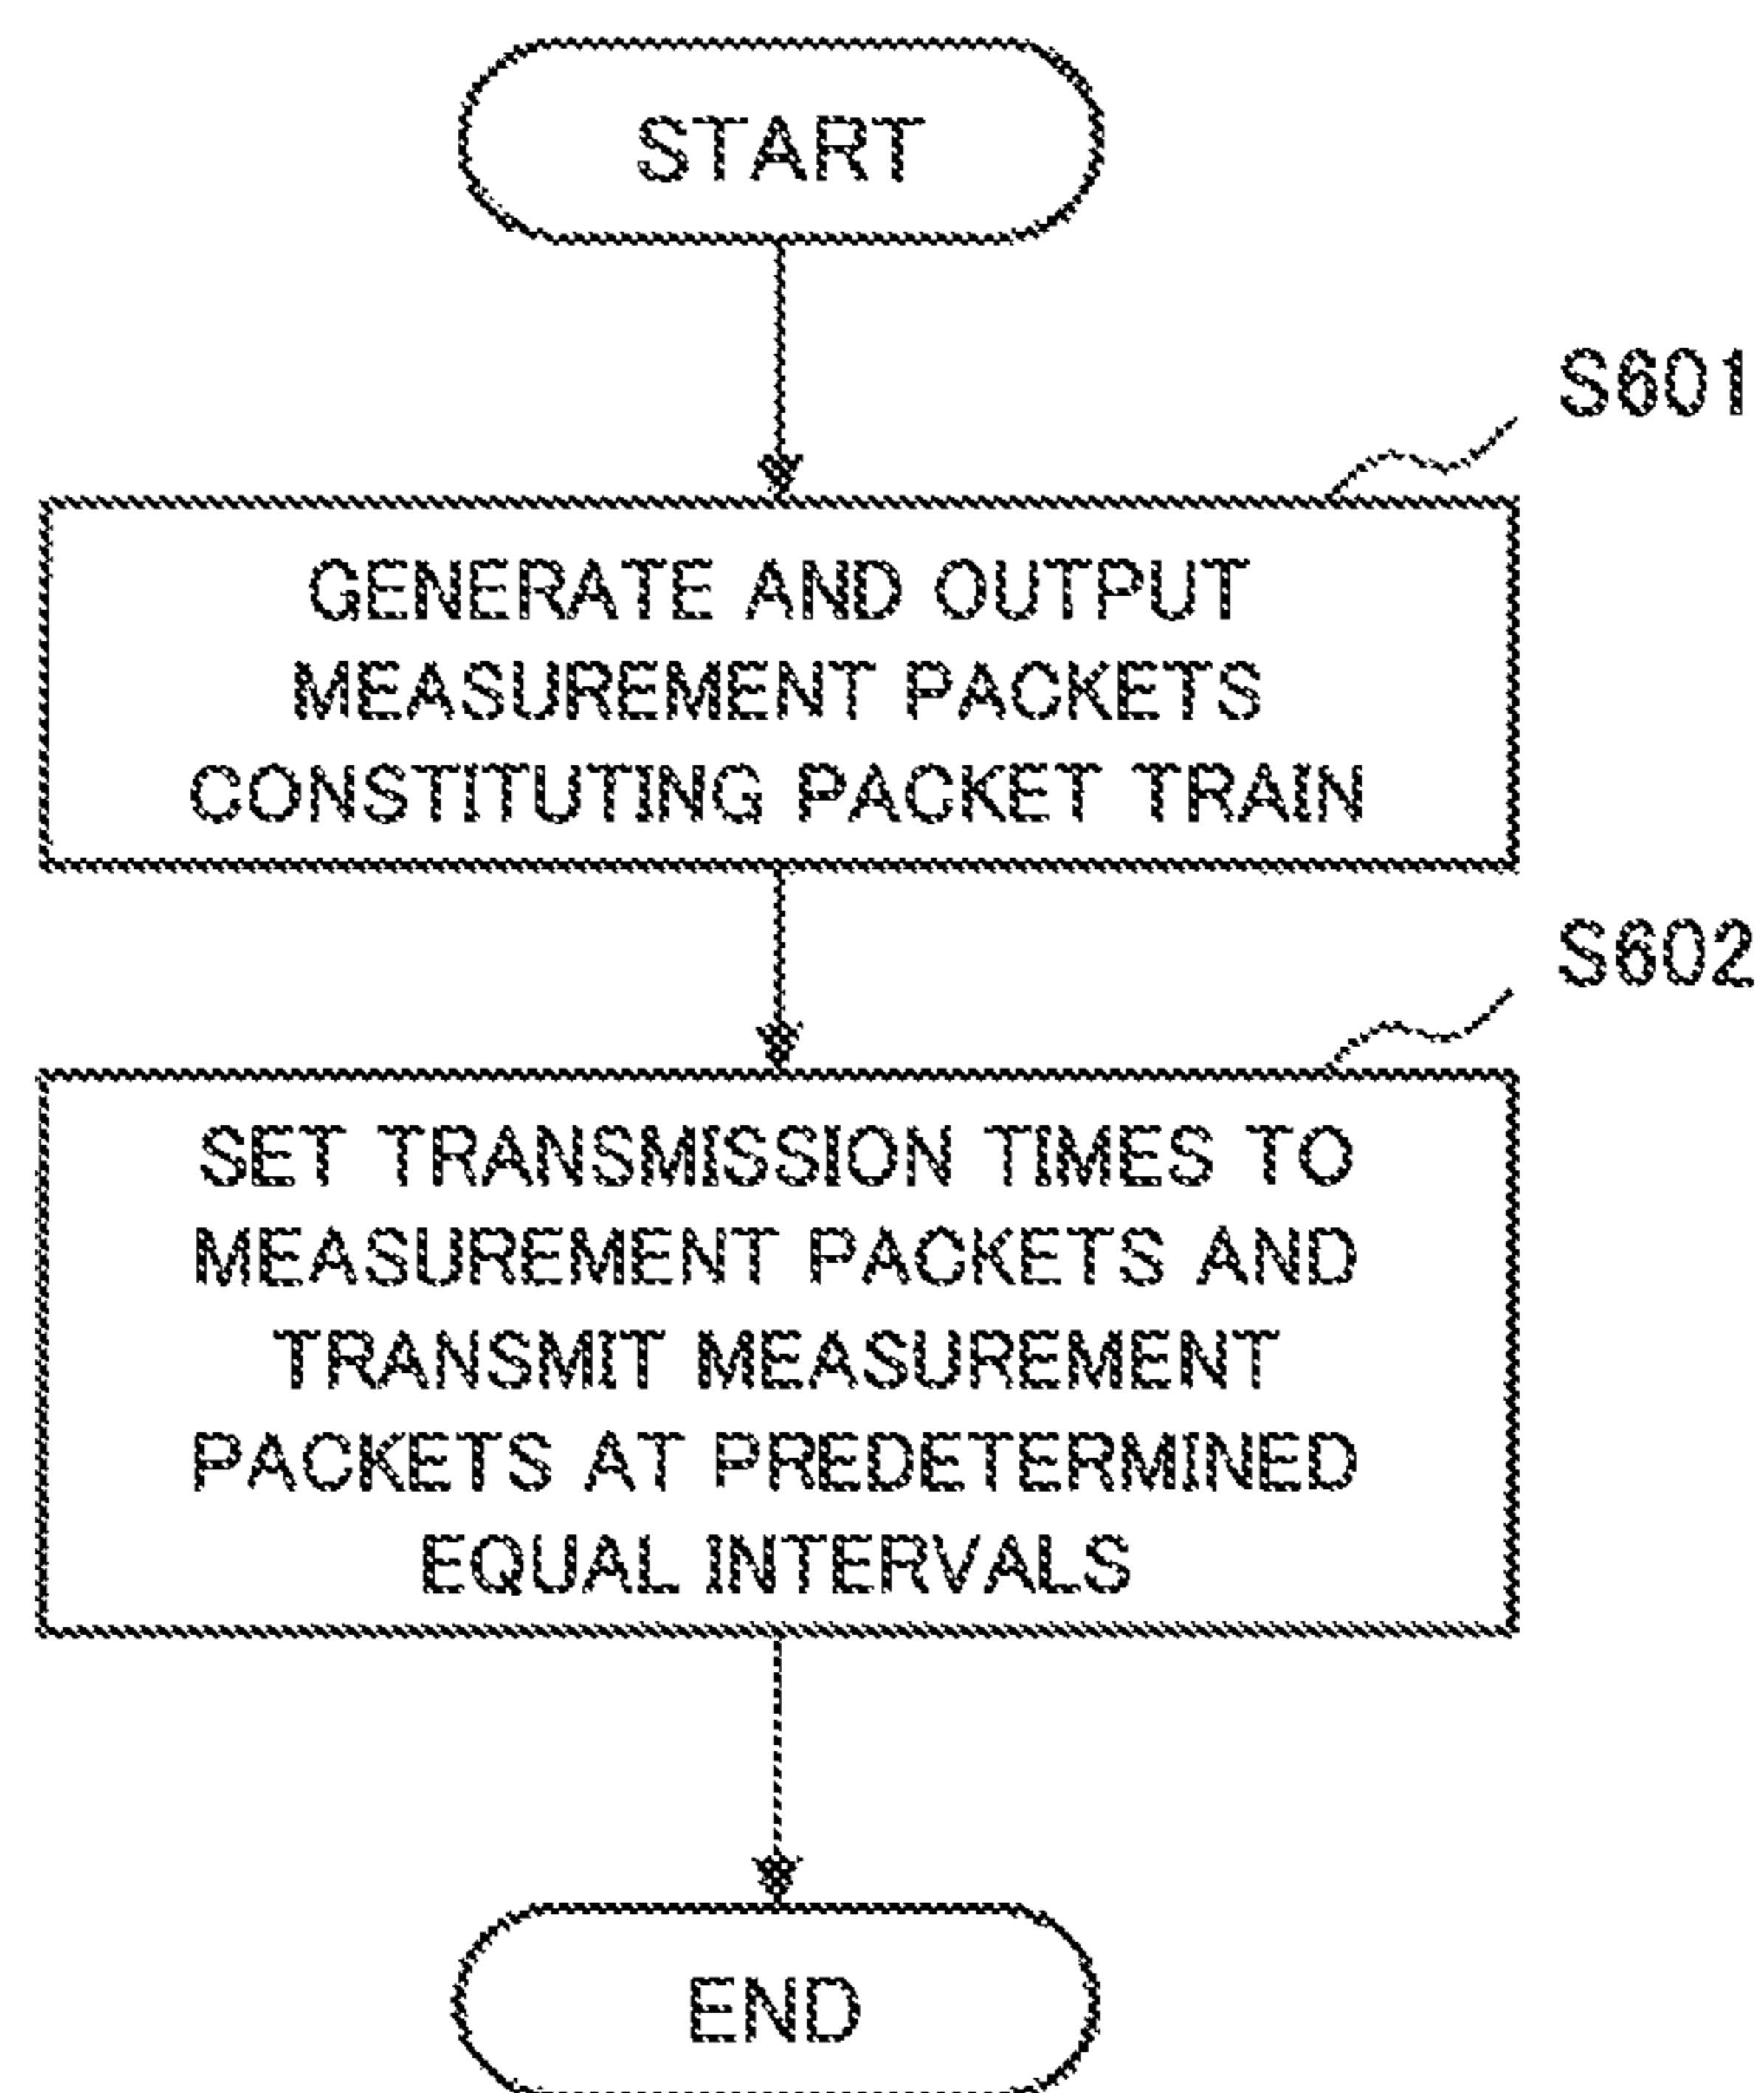 START
S601
GENERATE AND OUTPUT
MEASUREMENT PACKETS
CONSTITUTING PACKET TRAIN
S602
SET TRANSMISSION TIMES TO
MEASUREMENT PACKETS AND
TRANSMIT MEASUREMENT
PACKETS AT PREDETERMINED
EQUAL INTERVALS
END